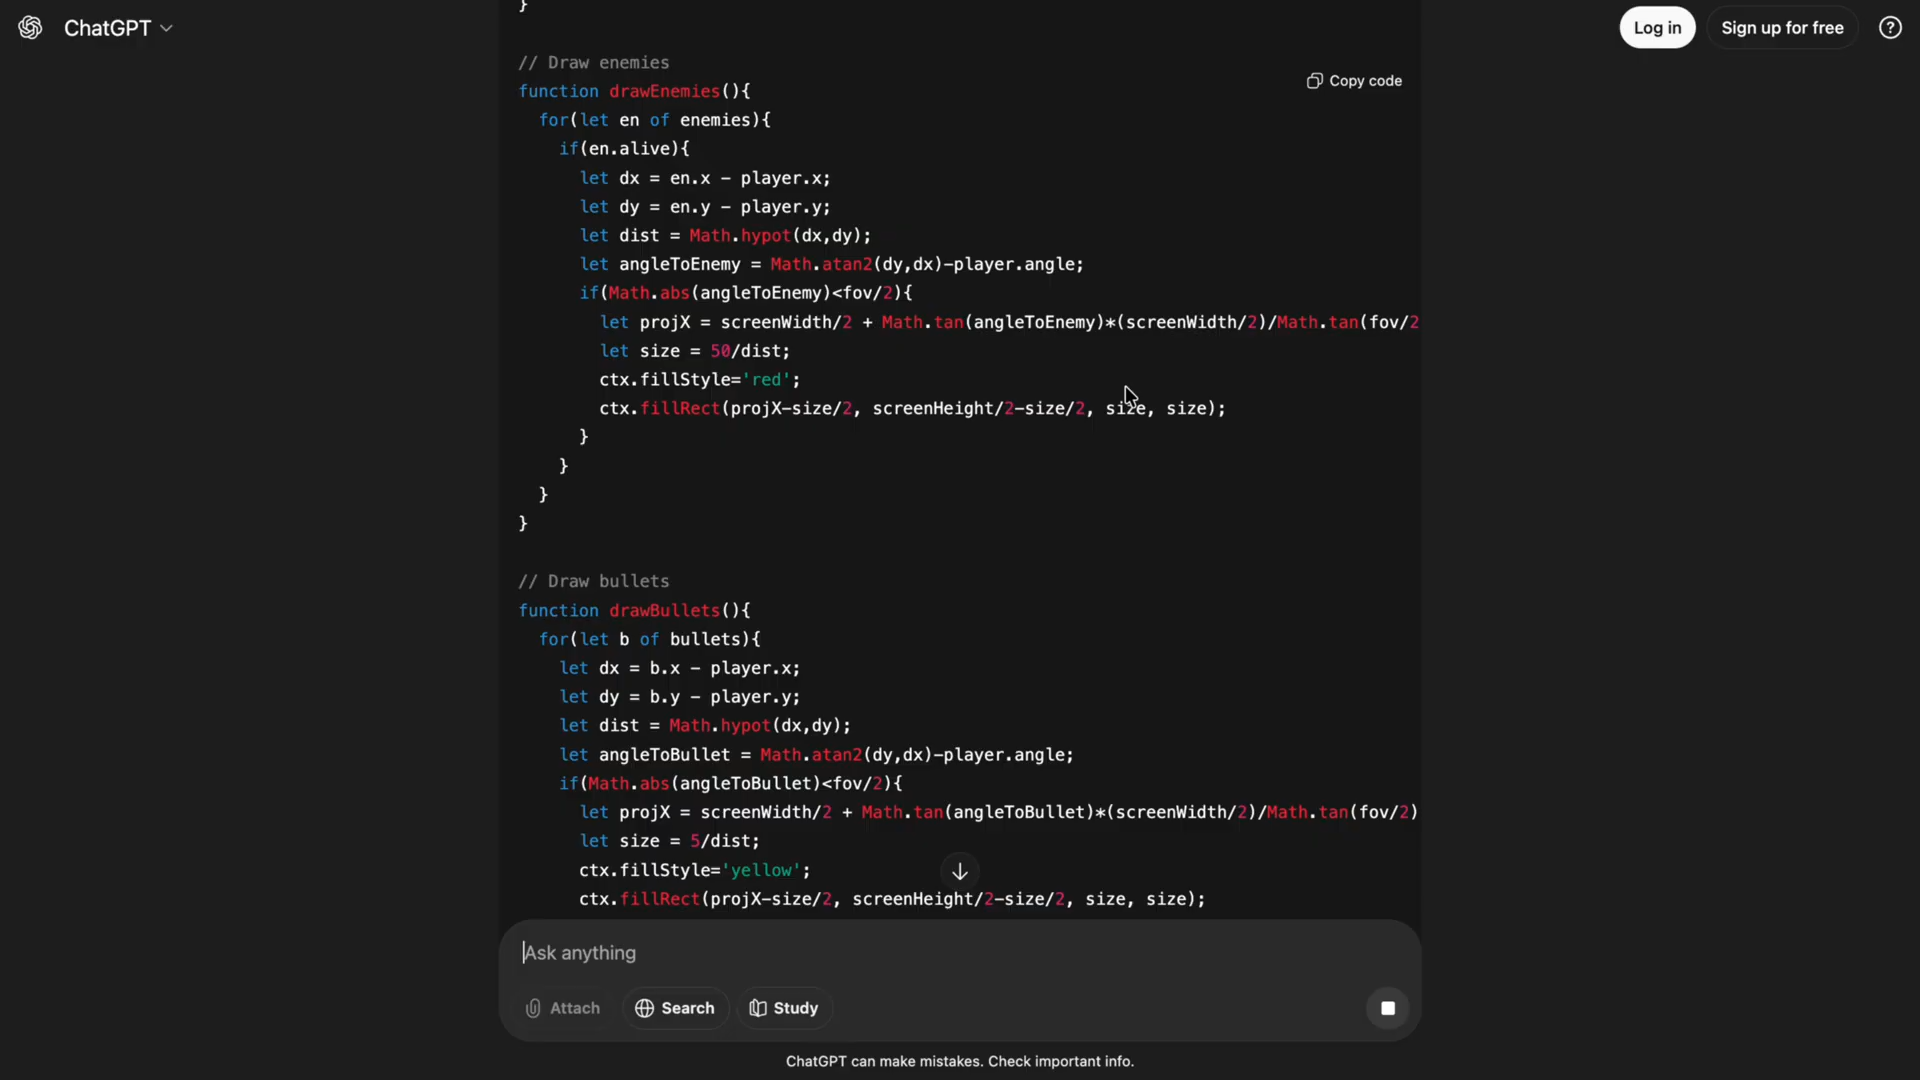 ChatGPT
Log in
Sign up for free
}
// Draw enemies
Copy code
function drawEnemies(){
  for(let en of enemies){
    if(en.alive){
      let dx = en.x - player.x;
      let dy = en.y - player.y;
      let dist = Math.hypot(dx,dy);
      let angleToEnemy = Math.atan2(dy,dx)-player.angle;
      if(Math.abs(angleToEnemy)<fov/2){
        let projX = screenWidth/2 + Math.tan(angleToEnemy)*(screenWidth/2)/Math.tan(fov/2
        let size = 50/dist;
        ctx.fillStyle='red';
        ctx.fillRect(projX-size/2, screenHeight/2-size/2, size, size);
      }
    }
  }
}
// Draw bullets
function drawBullets(){
  for(let b of bullets){
    let dx = b.x - player.x;
    let dy = b.y - player.y;
    let dist = Math.hypot(dx,dy);
    let angleToBullet = Math.atan2(dy,dx)-player.angle;
    if(Math.abs(angleToBullet)<fov/2){
      let projX = screenWidth/2 + Math.tan(angleToBullet)*(screenWidth/2)/Math.tan(fov/2)
      let size = 5/dist;
      ctx.fillStyle='yellow';
      ctx.fillRect(projX-size/2, screenHeight/2-size/2, size, size);
Ask anything
Attach
Search
Study
ChatGPT can make mistakes. Check important info.